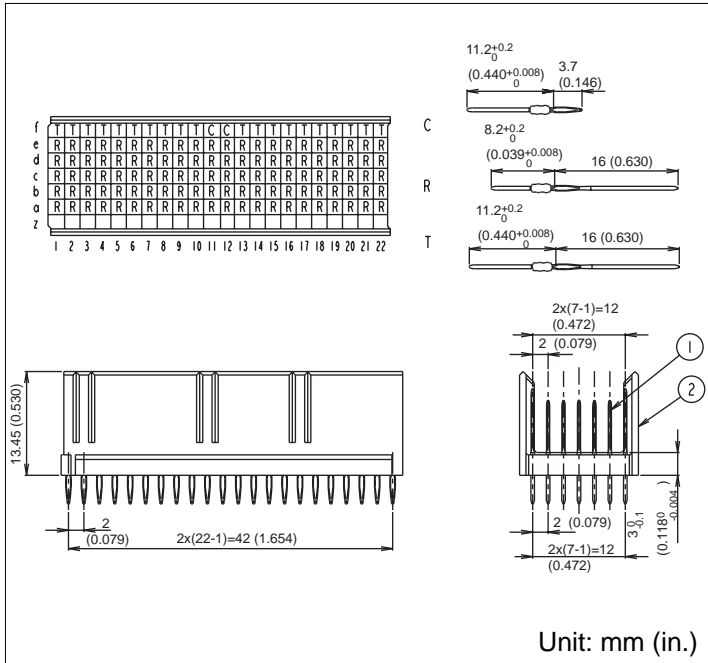 f T T T T T T T T T T C C T T T T T T T T T T
e R R R R R R R R R R R R R R R R R R R R R R
d R R R R R R R R R R R R R R R R R R R R R R
c R R R R R R R R R R R R R R R R R R R R R R
b R R R R R R R R R R R R R R R R R R R R R R
a R R R R R R R R R R R R R R R R R R R R R R
z
1 2 3 4 5 6 7 8 9 10 11 12 13 14 15 16 17 18 19 20 21 22
11.2+0.2 0
(0.440+0.008 0)
3.7
(0.146)
C
8.2+0.2 0
(0.039+0.008 0)
16 (0.630)
R
11.2+0.2 0
(0.440+0.008 0)
16 (0.630)
T
13.45 (0.530)
2
(0.079)
2x(22-1)=42 (1.654)
2x(7-1)=12
(0.472)
2 (0.079)
1
2
2 (0.079)
2x(7-1)=12
(0.472)
3 0 -0.1
(0.118 0 -0.004)
Unit: mm (in.)